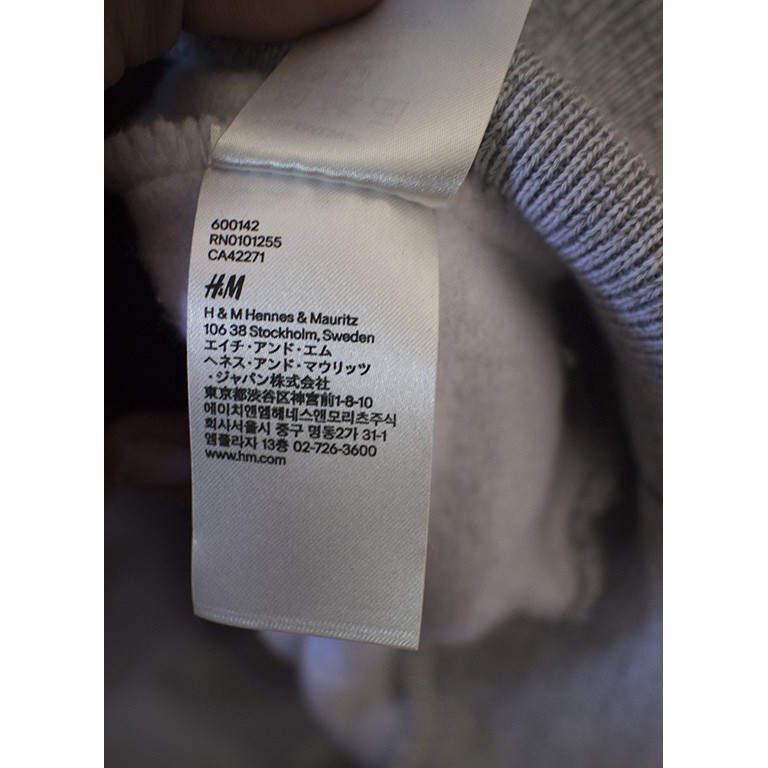 600142
RN0101255
CA42271
H&M
H & M Hennes & Mauritz
106 38 Stockholm, Sweden
エイチ・アンド・エム
ヘネス・アンド・マウリッツ
・ジャパン株式会社
東京都渋谷区神宮前1-8-10
에이치앤엠헤네스앤모리츠주식
회사서울시 중구 명동2가 31-1
엠플라자 13층 02-726-3600
www.hm.com